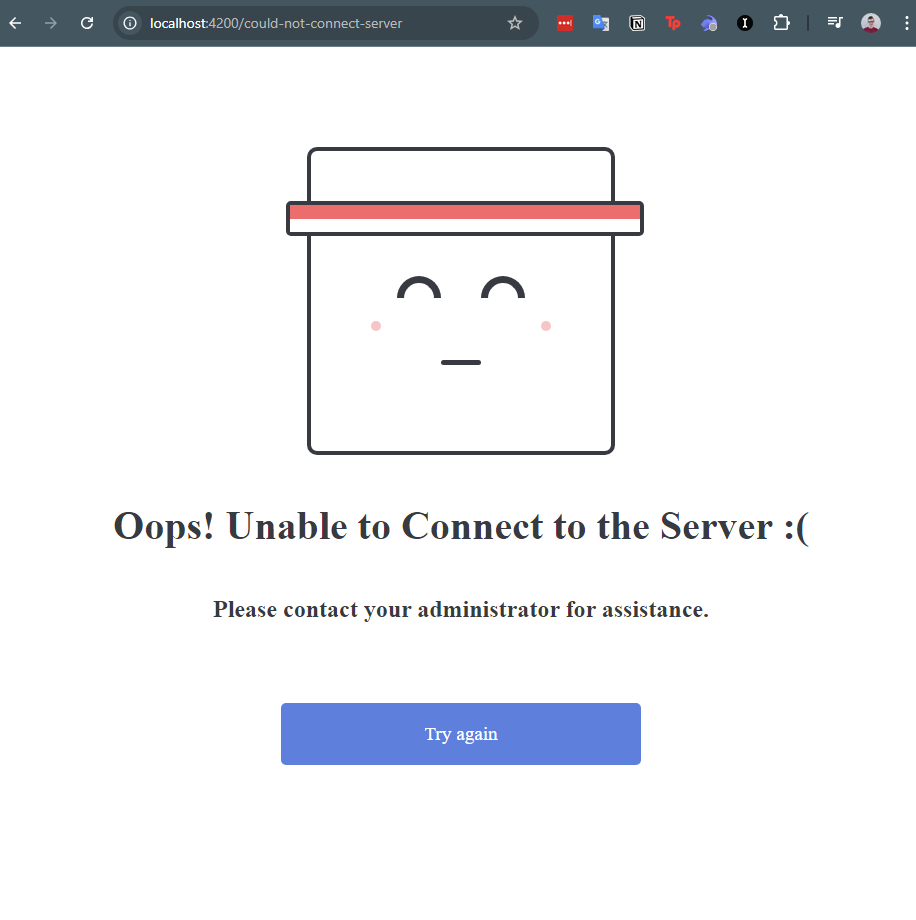 localhost:4200/could-not-connect-server
Oops! Unable to Connect to the Server :(
Please contact your administrator for assistance.
Try again